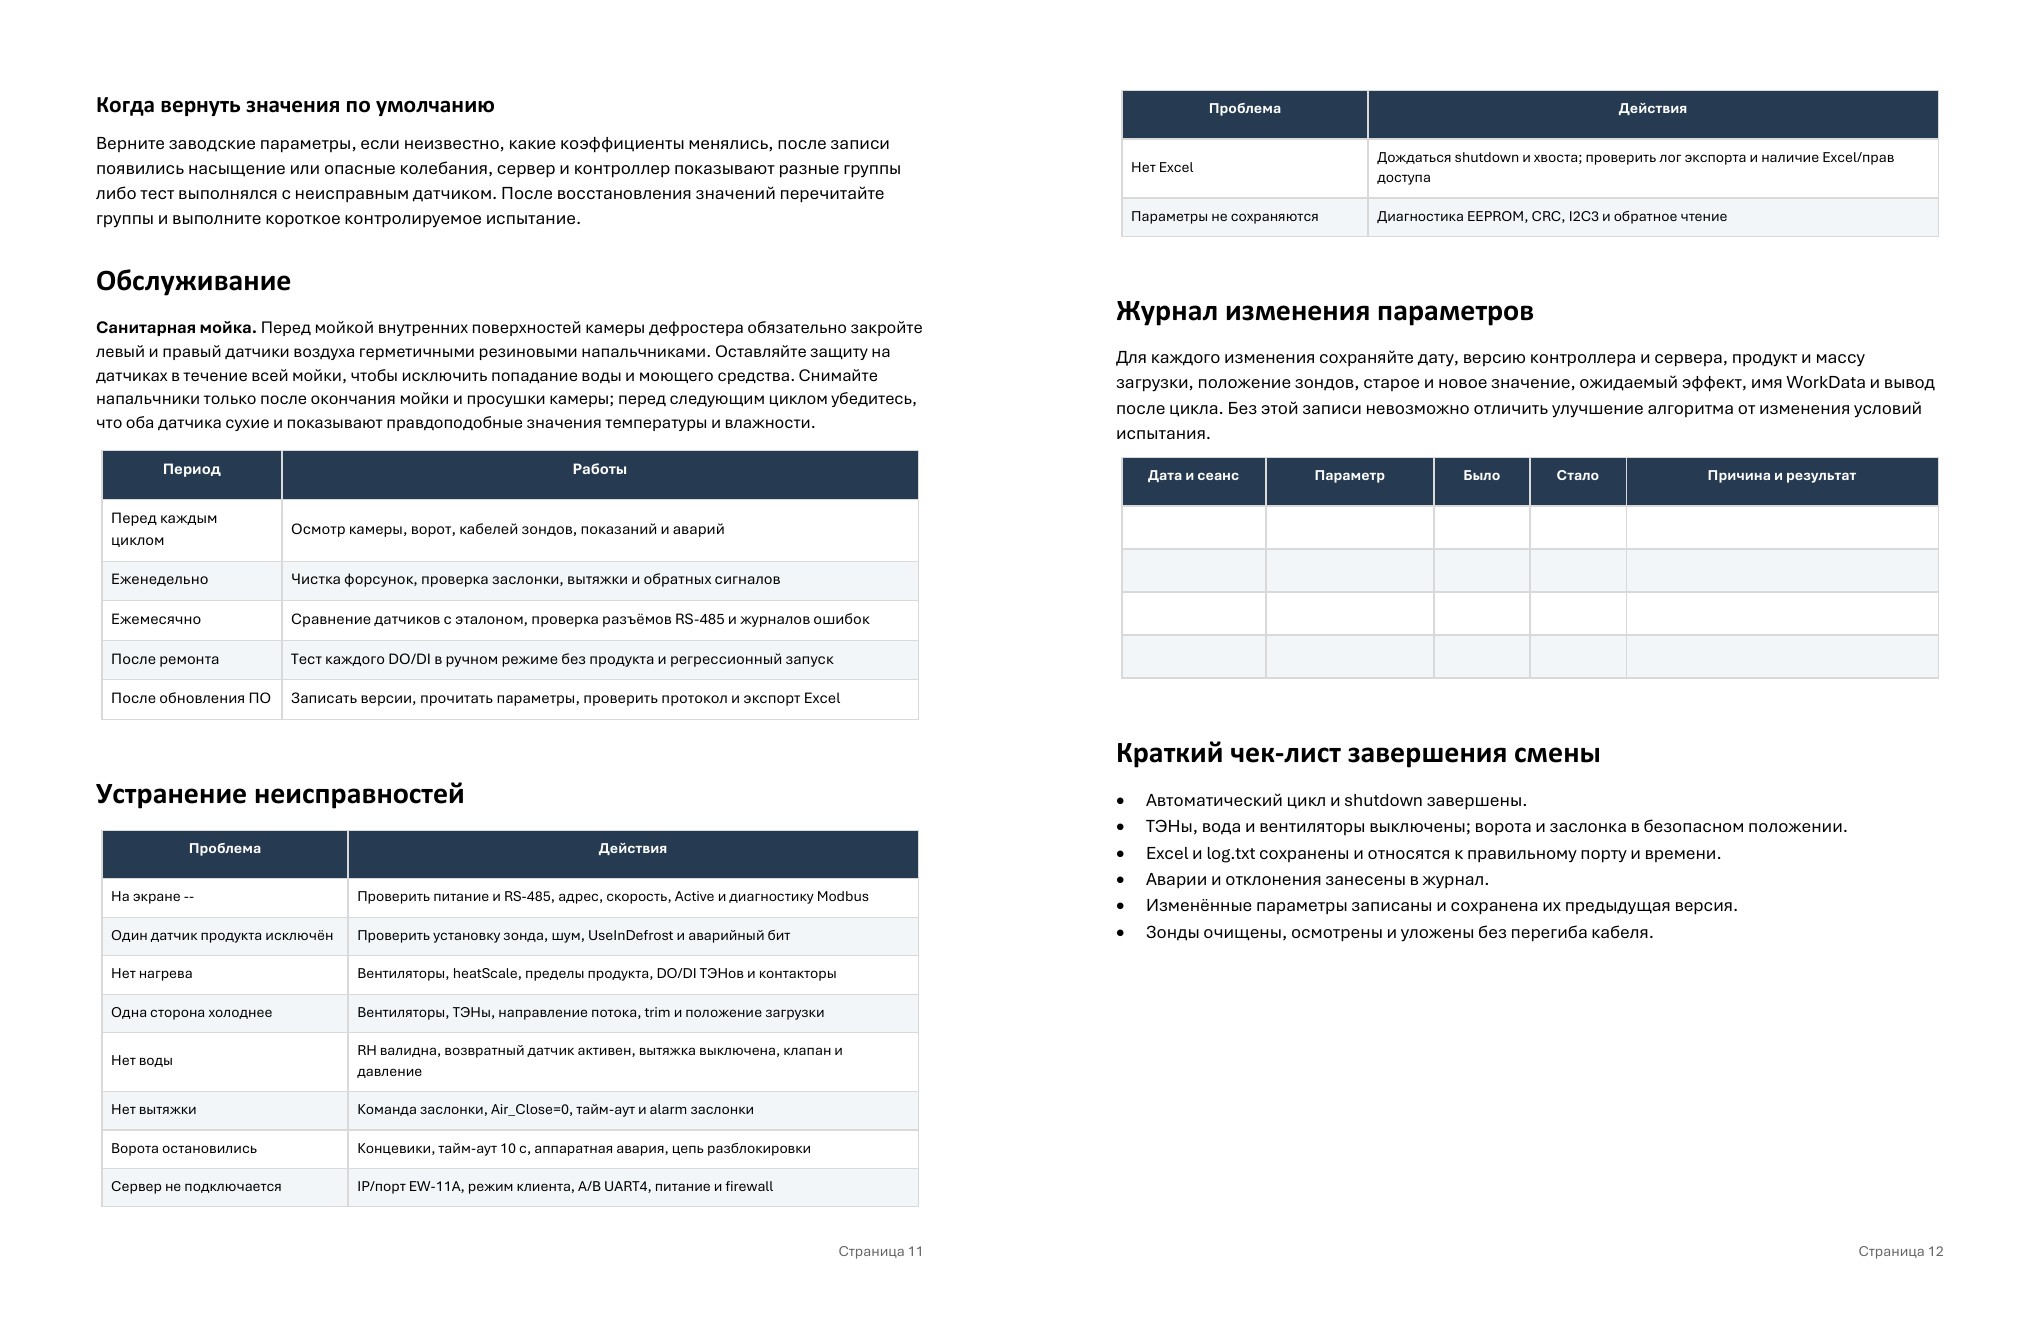 Когда вернуть значения по умолчанию
Верните заводские параметры, если неизвестно, какие коэффициенты менялись, после записи
появились насыщение или опасные колебания, сервер и контроллер показывают разные группы
либо тест выполнялся с неисправным датчиком. После восстановления значений перечитайте
группы и выполните короткое контролируемое испытание.
Обслуживание
Санитарная мойка. Перед мойкой внутренних поверхностей камеры дефростера обязательно закройте
левый и правый датчики воздуха герметичными резиновыми напальчниками. Оставляйте защиту на
датчиках в течение всей мойки, чтобы исключить попадание воды и моющего средства. Снимайте
напальчники только после окончания мойки и просушки камеры; перед следующим циклом убедитесь,
что оба датчика сухие и показывают правдоподобные значения температуры и влажности.
Период Работы
Перед каждым
циклом
Осмотр камеры, ворот, кабелей зондов, показаний и аварий
Еженедельно Чистка форсунок, проверка заслонки, вытяжки и обратных сигналов
Ежемесячно Сравнение датчиков с эталоном, проверка разъёмов RS-485 и журналов ошибок
После ремонта Тест каждого DO/DI в ручном режиме без продукта и регрессионный запуск
После обновления ПО Записать версии, прочитать параметры, проверить протокол и экспорт Excel
Устранение неисправностей
Проблема Действия
На экране -- Проверить питание и RS-485, адрес, скорость, Active и диагностику Modbus
Один датчик продукта исключён Проверить установку зонда, шум, UseInDefrost и аварийный бит
Нет нагрева Вентиляторы, heatScale, пределы продукта, DO/DI ТЭНов и контакторы
Одна сторона холоднее Вентиляторы, ТЭНы, направление потока, trim и положение загрузки
Нет воды
RH валидна, возвратный датчик активен, вытяжка выключена, клапан и
давление
Нет вытяжки Команда заслонки, Air_Close=0, тайм-аут и alarm заслонки
Ворота остановились Концевики, тайм-аут 10 с, аппаратная авария, цепь разблокировки
Сервер не подключается IP/порт EW-11A, режим клиента, A/B UART4, питание и firewall
Страница 11
Проблема Действия
Нет Excel
Дождаться shutdown и хвоста; проверить лог экспорта и наличие Excel/прав
доступа
Параметры не сохраняются Диагностика EEPROM, CRC, I2C3 и обратное чтение
Журнал изменения параметров
Для каждого изменения сохраняйте дату, версию контроллера и сервера, продукт и массу
загрузки, положение зондов, старое и новое значение, ожидаемый эффект, имя WorkData и вывод
после цикла. Без этой записи невозможно отличить улучшение алгоритма от изменения условий
испытания.
Дата и сеанс Параметр Было Стало Причина и результат
Краткий чек-лист завершения смены
• Автоматический цикл и shutdown завершены.
• ТЭНы, вода и вентиляторы выключены; ворота и заслонка в безопасном положении.
• Excel и log.txt сохранены и относятся к правильному порту и времени.
• Аварии и отклонения занесены в журнал.
• Изменённые параметры записаны и сохранена их предыдущая версия.
• Зонды очищены, осмотрены и уложены без перегиба кабеля.
Страница 12